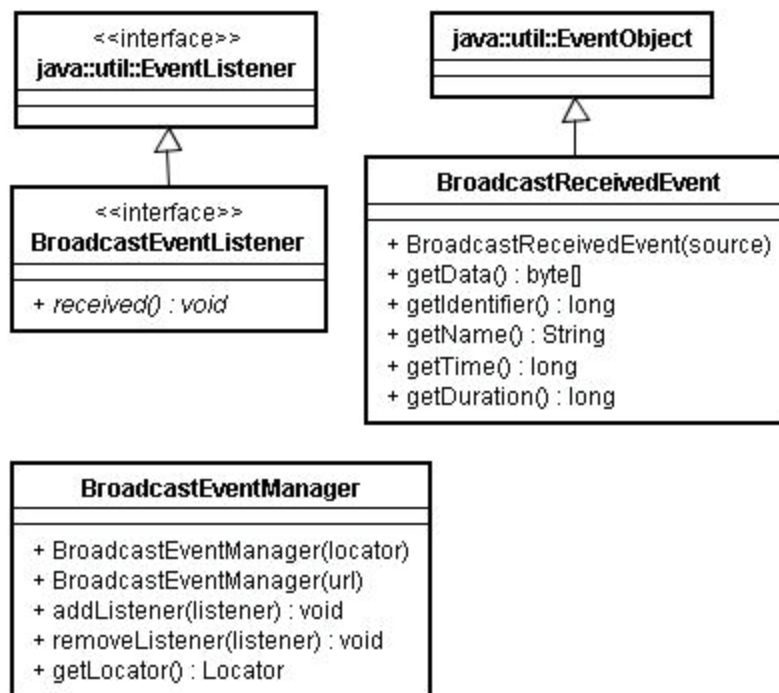 <<interface>>
java::util::EventListener
java::util::EventObject
<<interface>>
BroadcastEventListener
+ received() : void
BroadcastReceivedEvent
+ BroadcastReceivedEvent(source)
+ getData() : byte[]
+ getIdentifier() : long
+ getName() : String
+ getTime() : long
+ getDuration() : long
BroadcastEventManager
+ BroadcastEventManager(locator)
+ BroadcastEventManager(url)
+ addListener(listener) : void
+ removeListener(listener) : void
+ getLocator() : Locator